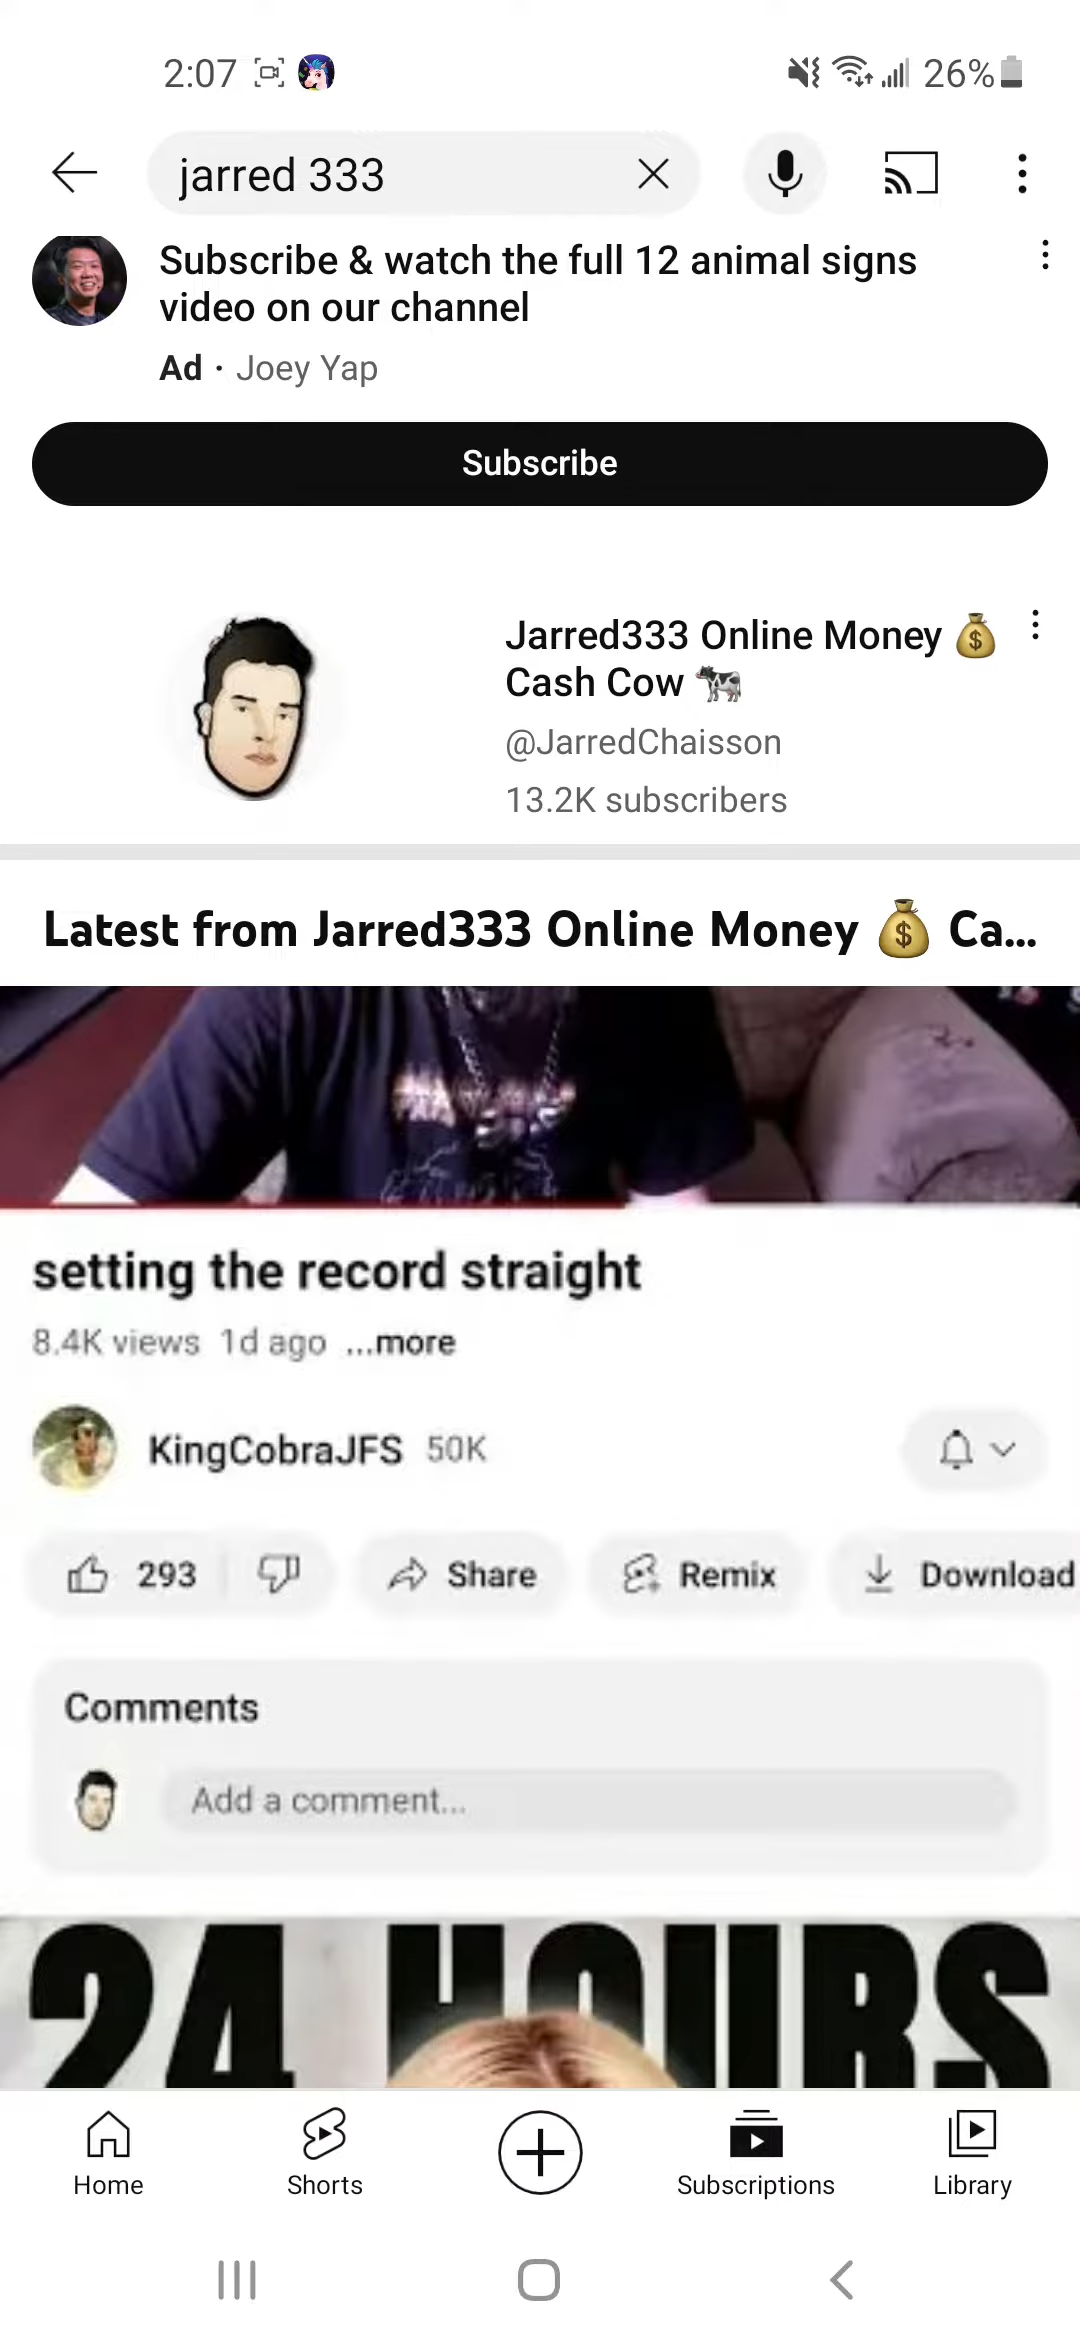 2:07
26%
jarred 333
Subscribe & watch the full 12 animal signs
video on our channel
Ad · Joey Yap
Subscribe
Jarred333 Online Money 💰
Cash Cow 🐄
@JarredChaisson
13.2K subscribers
Latest from Jarred333 Online Money 💰 Ca...
setting the record straight
8.4K views 1d ago ...more
KingCobraJFS 50K
293
Share
Remix
Download
Comments
Add a comment...
24 HOURS
Home
Shorts
Subscriptions
Library